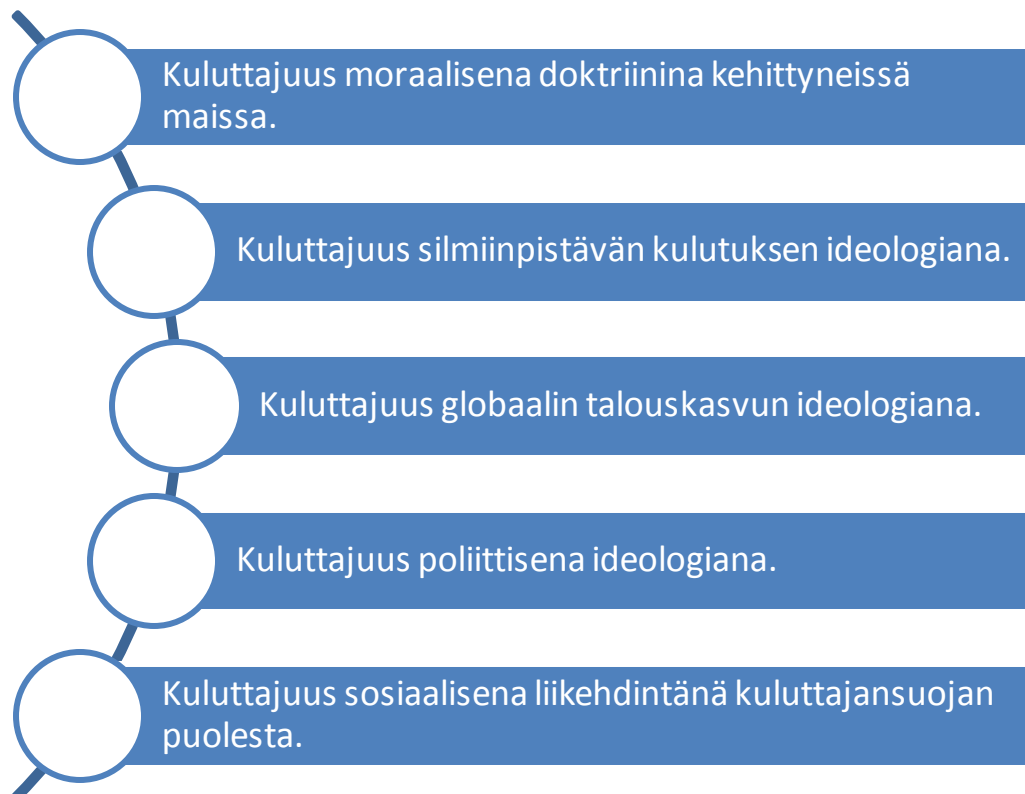 Kuluttajuus moraalisena doktriinina kehittyneissä
maissa.
Kuluttajuus silmiinpistävän kulutuksen ideologiana.
Kuluttajuus globaalin talouskasvun ideologiana.
Kuluttajuus poliittisena ideologiana.
Kuluttajuus sosiaalisena liikehdintänä kuluttajansuojan
puolesta.